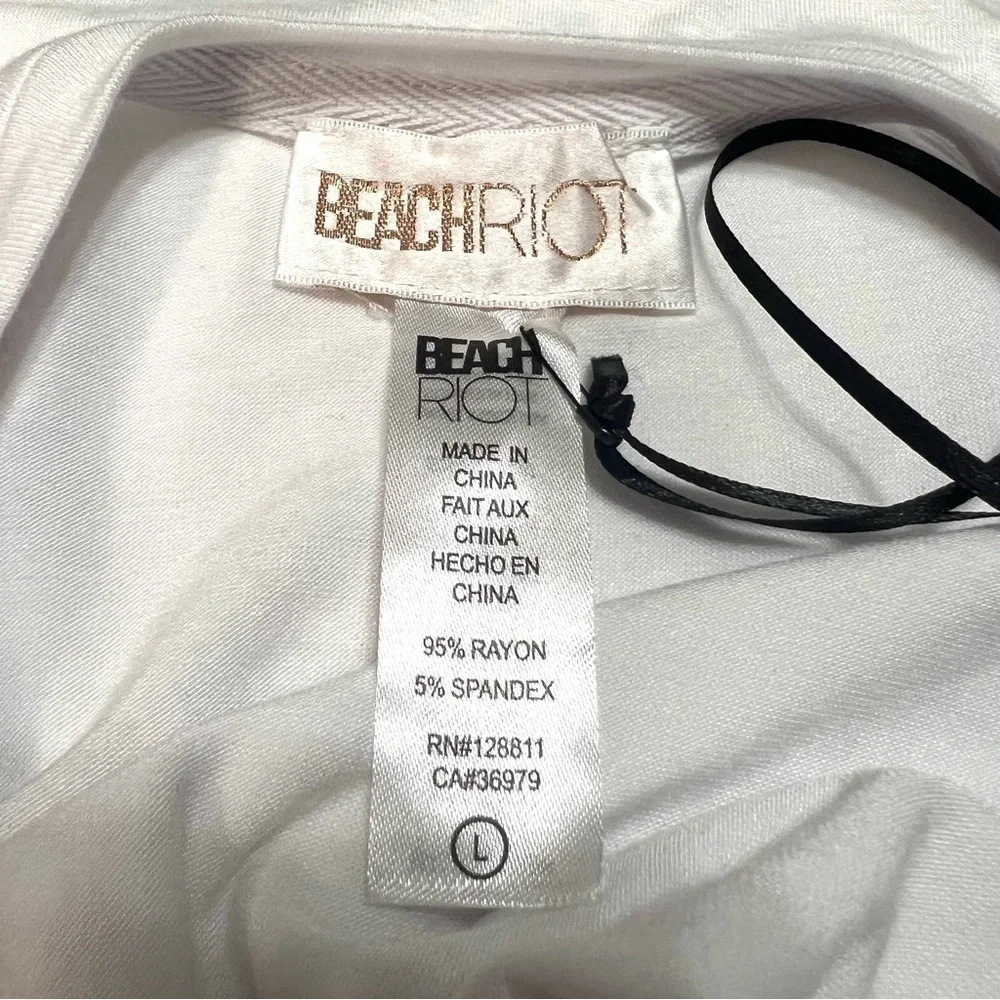 BEACHRIOT
BEACH
RIOT
MADE IN
CHINA
FAIT AUX
CHINA
HECHO EN
CHINA
95% RAYON
5% SPANDEX
RN#128811
CA#36979
L